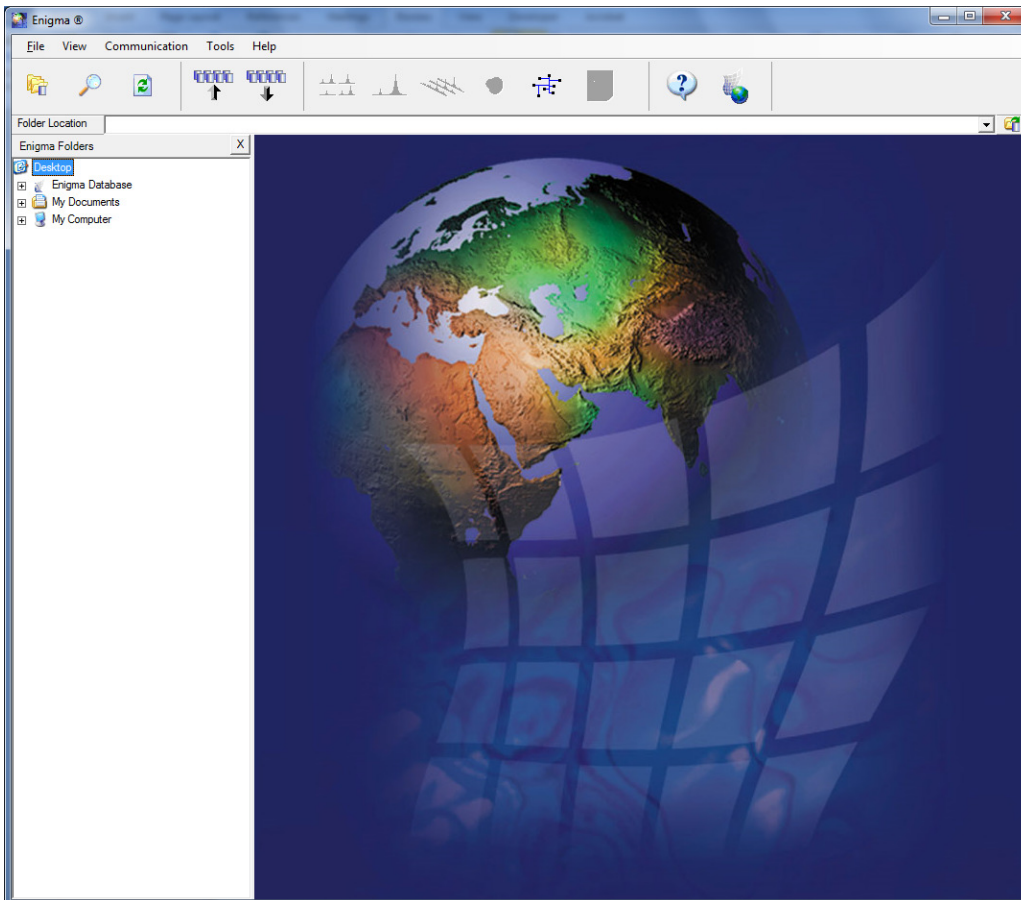 Enigma ®
File View Communication Tools Help
Folder Location
Enigma Folders X
Desktop
Enigma Database
My Documents
My Computer